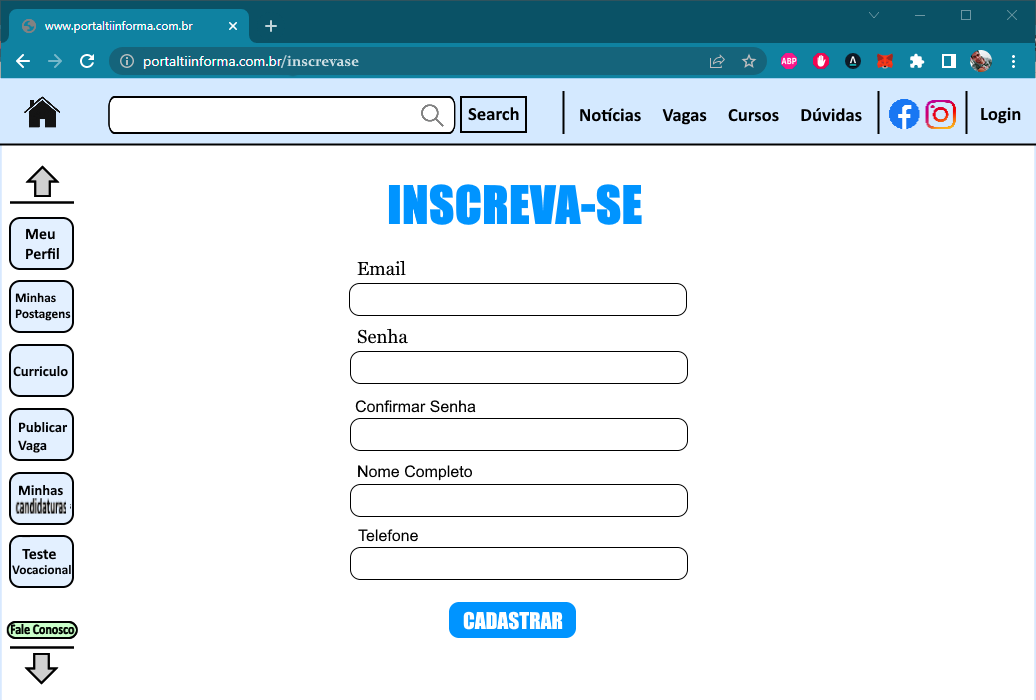 www.portaltiinforma.com.br
portaltiinforma.com.br/inscrevase
ABP
Search
Notícias
Vagas
Cursos
Dúvidas
Login
Meu
Perfil
Minhas
Postagens
Curriculo
Publicar
Vaga
Minhas
candidaturas
Teste
Vocacional
Fale Conosco
INSCREVA-SE
Email
Senha
Confirmar Senha
Nome Completo
Telefone
CADASTRAR